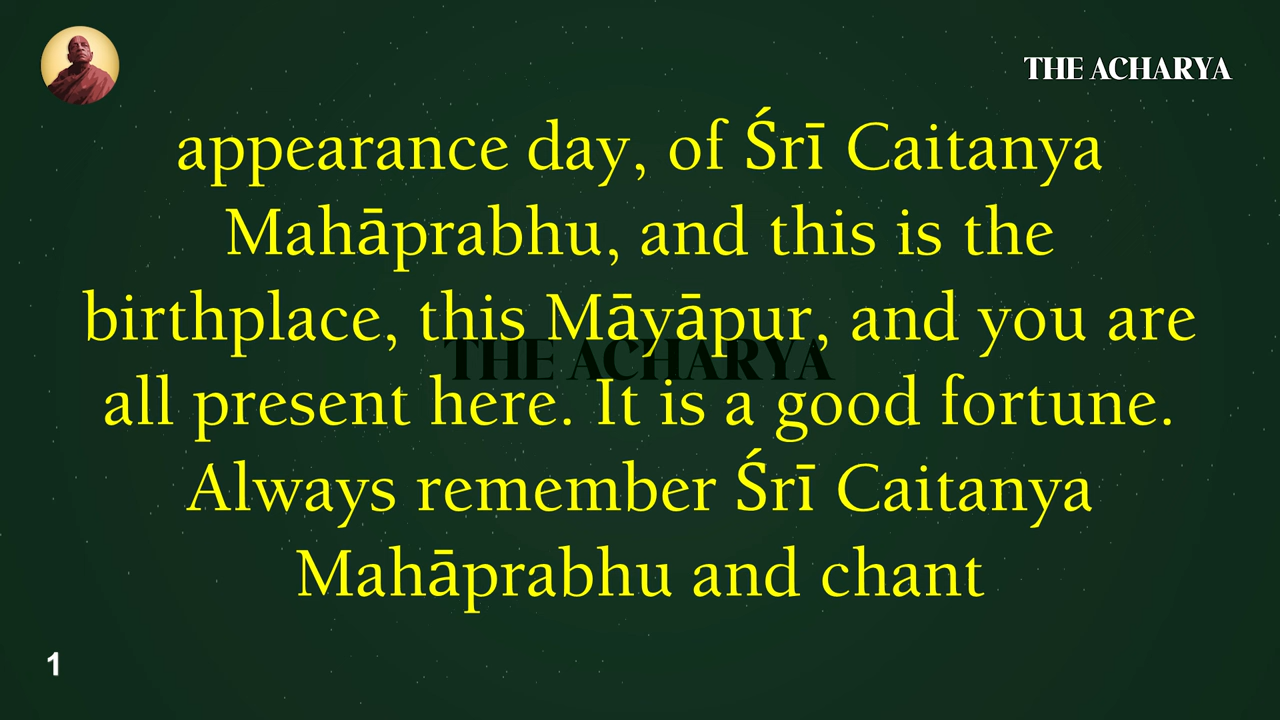 THE ACHARYA
appearance day, of Śrī Caitanya
Mahāprabhu, and this is the
birthplace, this Māyāpur, and you are
THE ACHARYA
all present here. It is a good fortune.
Always remember Śrī Caitanya
Mahāprabhu and chant
1